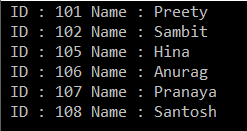 ID : 101 Name : Preety
ID : 102 Name : Sambit
ID : 105 Name : Hina
ID : 106 Name : Anurag
ID : 107 Name : Pranaya
ID : 108 Name : Santosh